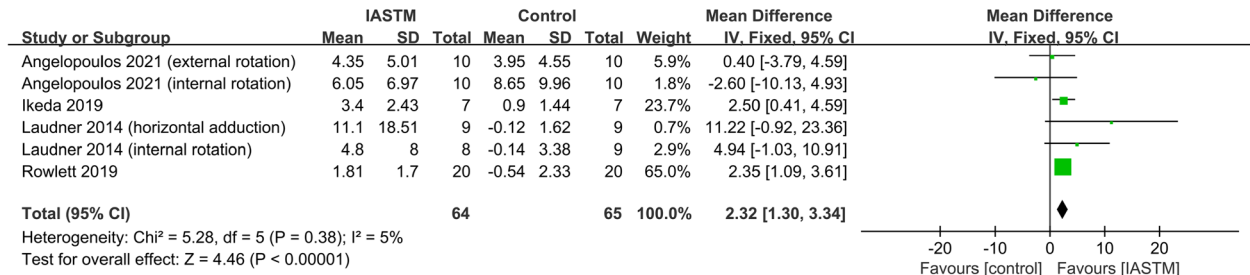 IASTM Control Mean Difference Mean Difference
Study or Subgroup Mean SD Total Mean SD Total Weight IV, Fixed, 95% CI IV, Fixed, 95% CI
Angelopoulos 2021 (external rotation) 4.35 5.01 10 3.95 4.55 10 5.9% 0.40 [-3.79, 4.59]
Angelopoulos 2021 (internal rotation) 6.05 6.97 10 8.65 9.96 10 1.8% -2.60 [-10.13, 4.93]
Ikeda 2019 3.4 2.43 7 0.9 1.44 7 23.7% 2.50 [0.41, 4.59]
Laudner 2014 (horizontal adduction) 11.1 18.51 9 -0.12 1.62 9 0.7% 11.22 [-0.92, 23.36]
Laudner 2014 (internal rotation) 4.8 8 8 -0.14 3.38 9 2.9% 4.94 [-1.03, 10.91]
Rowlett 2019 1.81 1.7 20 -0.54 2.33 20 65.0% 2.35 [1.09, 3.61]
Total (95% CI) 64 65 100.0% 2.32 [1.30, 3.34]
Heterogeneity: Chi² = 5.28, df = 5 (P = 0.38); I² = 5%
Test for overall effect: Z = 4.46 (P < 0.00001)
-20 -10 0 10 20
Favours [control] Favours [IASTM]